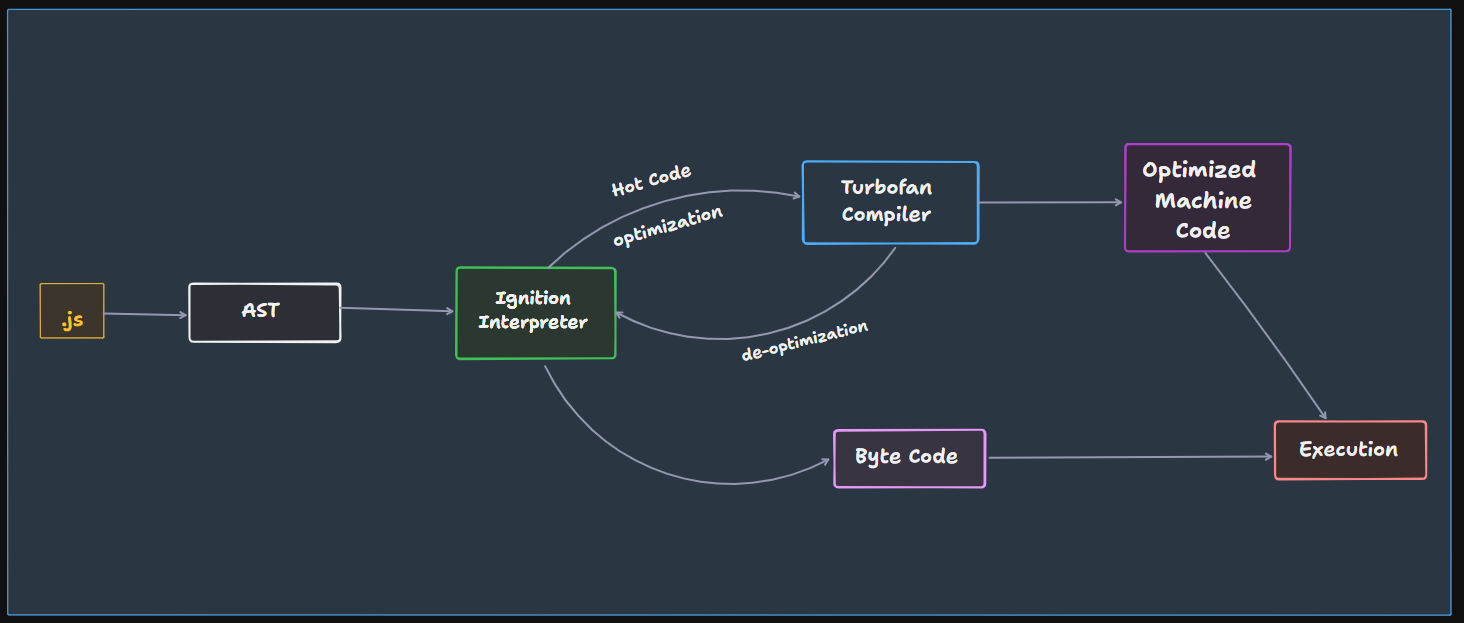 .js
AST
Ignition
Interpreter
Hot Code
optimization
Turbofan
Compiler
de-optimization
Optimized
Machine
Code
Byte Code
Execution